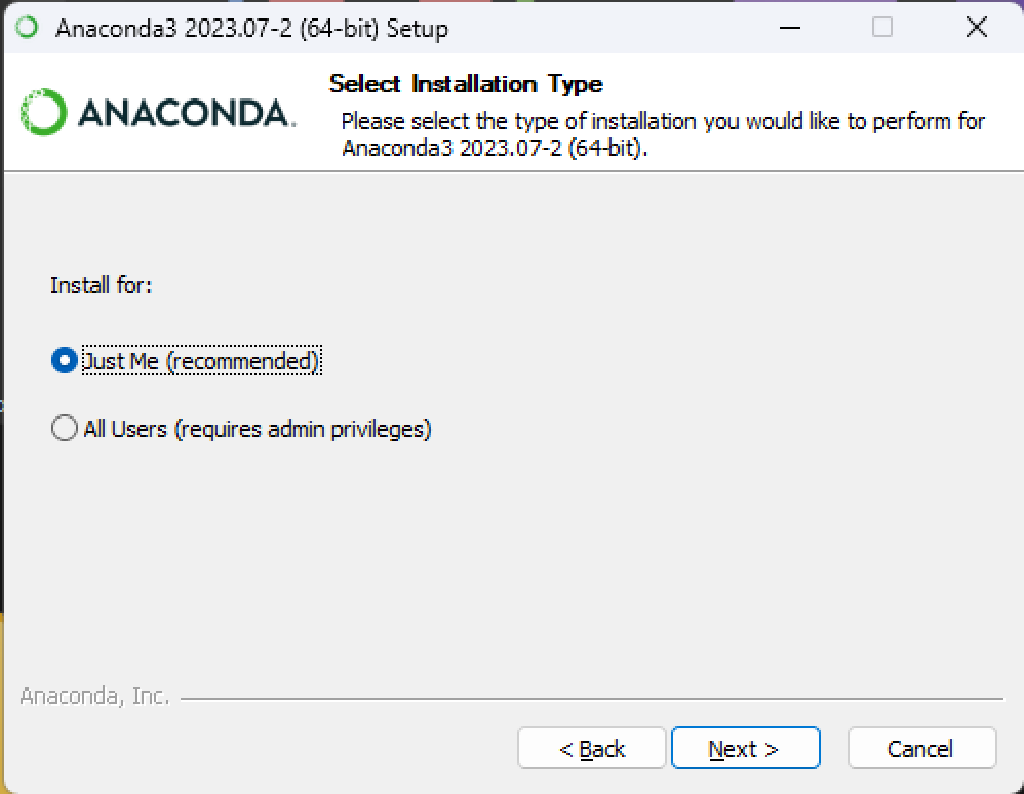 Anaconda3 2023.07-2 (64-bit) Setup
ANACONDA.
Select Installation Type
Please select the type of installation you would like to perform for
Anaconda3 2023.07-2 (64-bit).
Install for:
Just Me (recommended)
All Users (requires admin privileges)
Anaconda, Inc.
< Back
Next >
Cancel